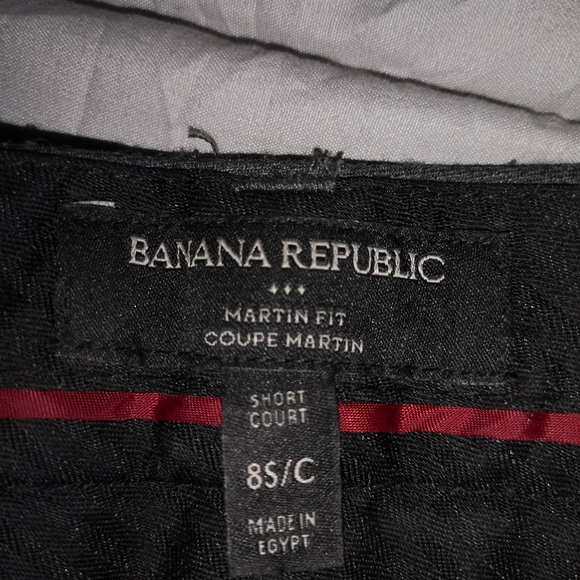 BANANA REPUBLIC
MARTIN FIT
COUPE MARTIN
SHORT
COURT
8S/C
MADE IN
EGYPT